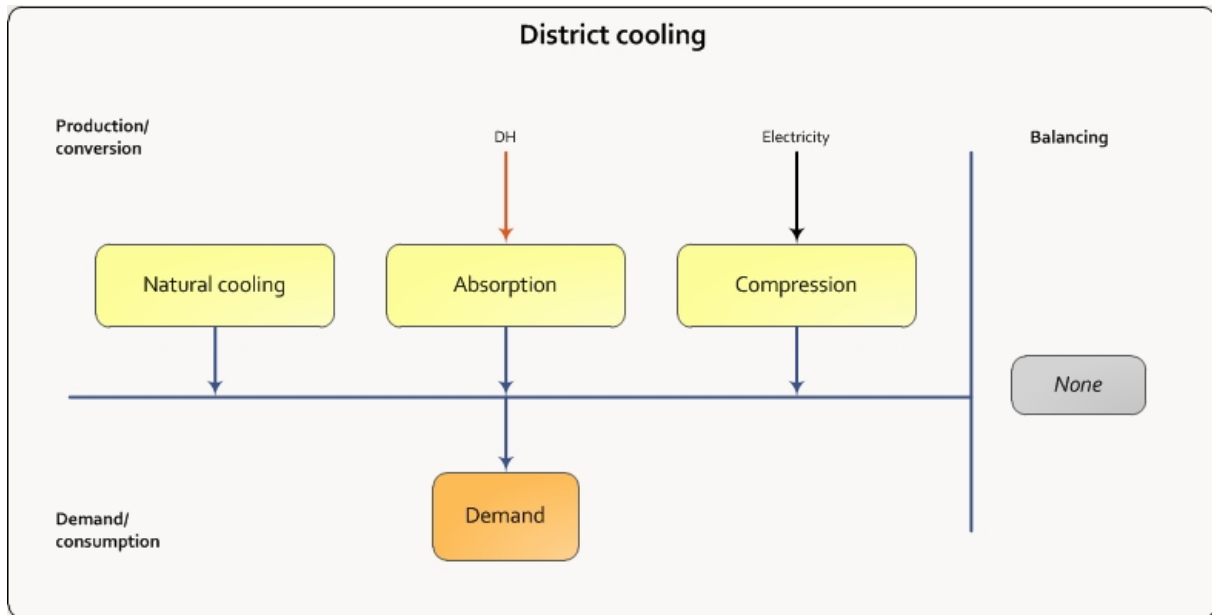 District cooling
Production/
conversion
DH
Electricity
Balancing
Natural cooling
Absorption
Compression
None
Demand
Demand/
consumption